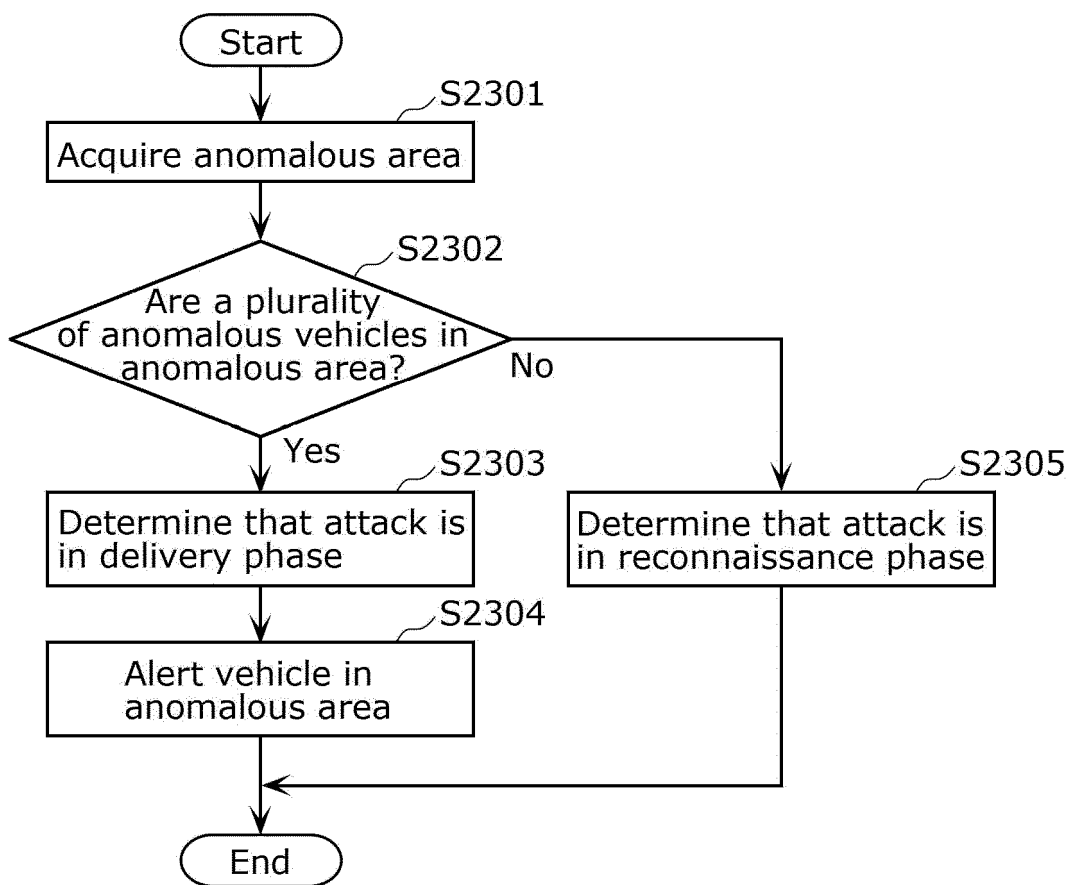 Start
S2301
Acquire anomalous area
S2302
Are a plurality
of anomalous vehicles in
anomalous area?
No
Yes
S2303
Determine that attack is
in delivery phase
S2305
Determine that attack is
in reconnaissance phase
S2304
Alert vehicle in
anomalous area
End